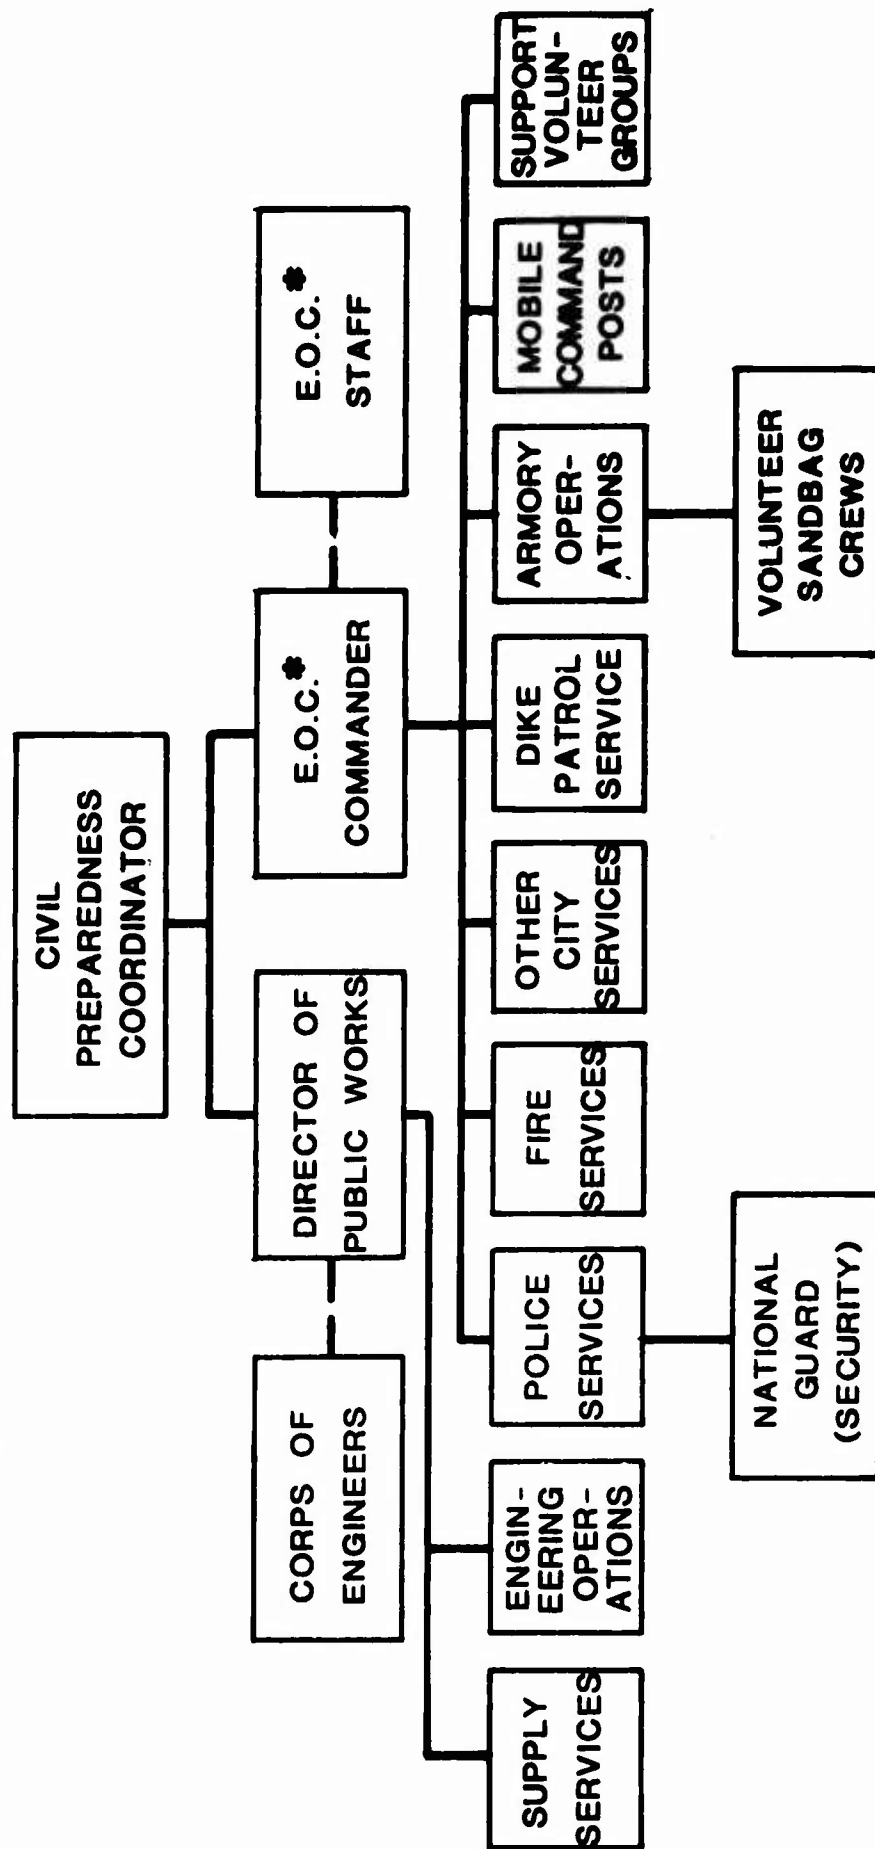 CIVIL
PREPAREDNESS
COORDINATOR
CORPS OF
ENGINEERS
DIRECTOR OF
PUBLIC WORKS
E.O.C.*
COMMANDER
E.O.C.*
STAFF
SUPPLY
SERVICES
ENGIN-
EERING
OPER-
ATIONS
POLICE
SERVICES
FIRE
SERVICES
OTHER
CITY
SERVICES
DIKE
PATROL
SERVICE
ARMORY
OPER-
ATIONS
MOBILE
COMMAND
POSTS
SUPPORT
VOLUN-
TEER
GROUPS
NATIONAL
GUARD
(SECURITY)
VOLUNTEER
SANDBAG
CREWS